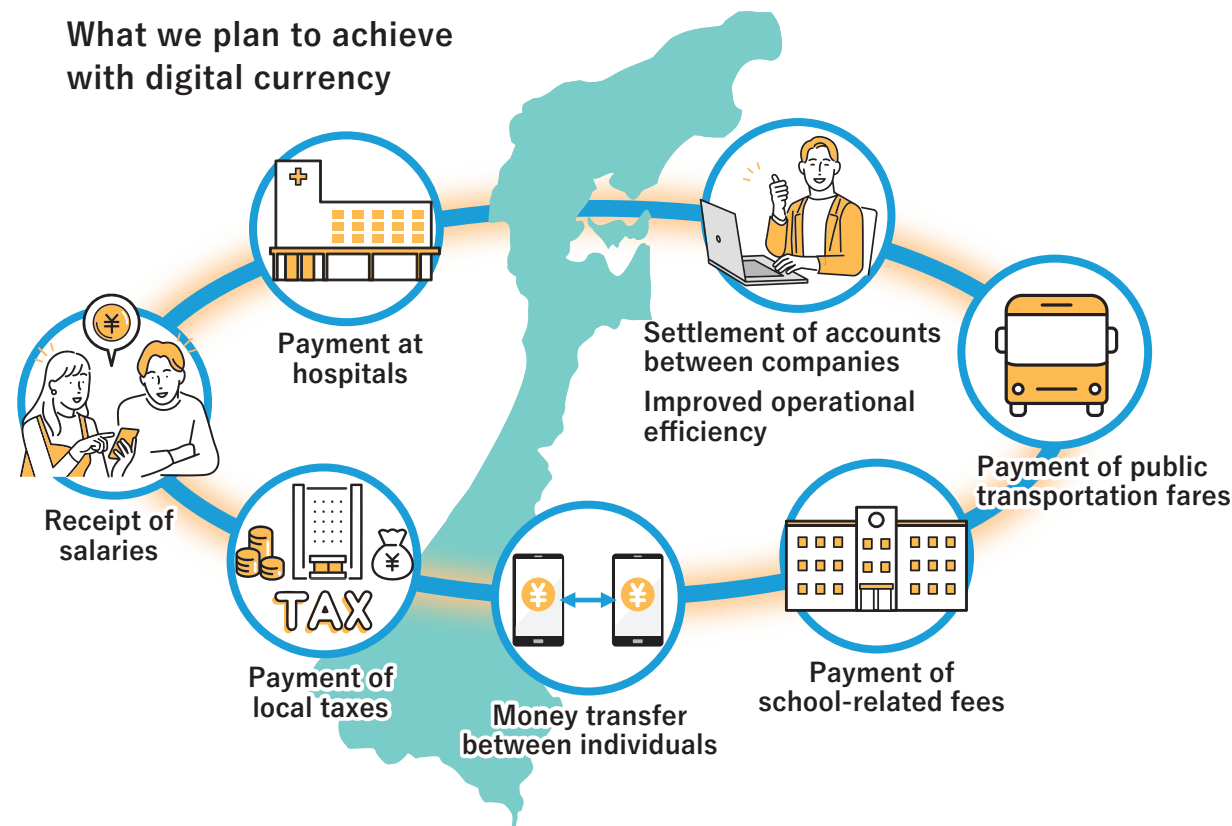 What we plan to achieve
with digital currency
Payment at
hospitals
Settlement of accounts
between companies
Improved operational
efficiency
¥
Receipt of
salaries
Payment of public
transportation fares
¥
TAX
Payment of
local taxes
¥
¥
Money transfer
between individuals
Payment of
school-related fees